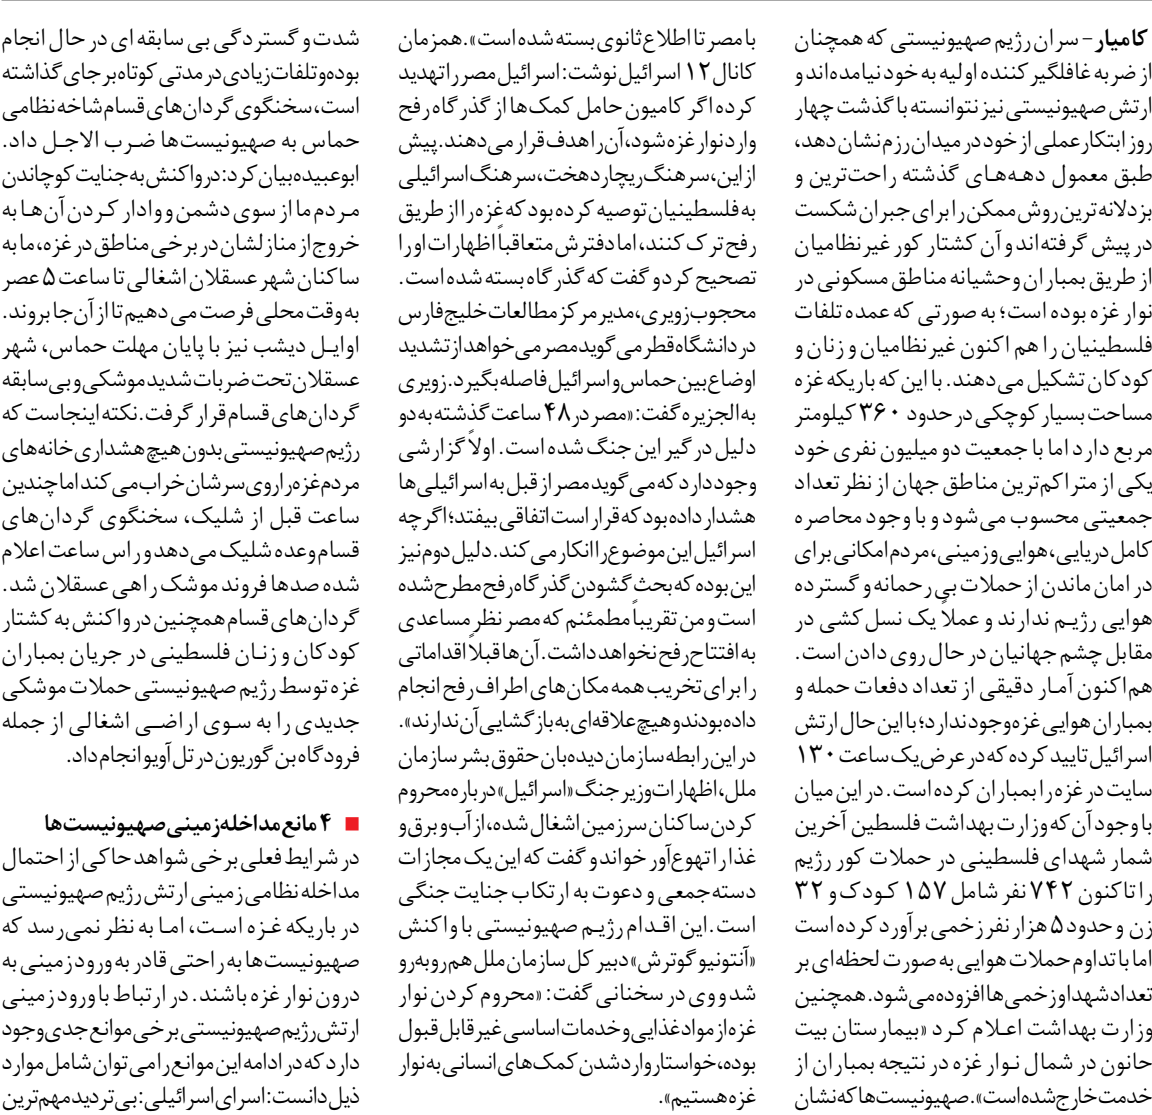 کامیار- سران رژیم صهیونیستی که همچنان
از ضربه غافلگیر کننده اولیه به خود نیامده‌اند و
ارتش صهیونیستی نیز نتوانسته با گذشت چهار
روز ابتکار عملی از خود در میدان رزم نشان دهد،
طبق معمول دهه‌های گذشته راحت‌ترین و
بزدلانه‌ترین روش ممکن را برای جبران شکست
در پیش گرفته‌اند و آن کشتار کور غیرنظامیان
از طریق بمباران وحشیانه مناطق مسکونی در
نوار غزه بوده است؛ به صورتی که عمده تلفات
فلسطینیان را هم اکنون غیرنظامیان و زنان و
کودکان تشکیل می‌دهند. با این که باریکه غزه
مساحت بسیار کوچکی در حدود ۳۶۰ کیلومتر
مربع دارد اما با جمعیت دو میلیون نفری خود
یکی از متراکم‌ترین مناطق جهان از نظر تعداد
جمعیتی محسوب می‌شود و با وجود محاصره
کامل دریایی، هوایی وزمینی، مردم امکانی برای
در امان ماندن از حملات بی رحمانه و گسترده
هوایی رژیم ندارند و عملاً یک نسل کشی در
مقابل چشم جهانیان در حال روی دادن است.
هم اکنون آمار دقیقی از تعداد دفعات حمله و
بمباران هوایی غزه وجود ندارد؛ با این حال ارتش
اسرائیل تایید کرده که در عرض یک ساعت ۱۳۰
سایت در غزه را بمباران کرده است. در این میان
با وجود آن که وزارت بهداشت فلسطین آخرین
شمار شهدای فلسطینی در حملات کور رژیم
را تاکنون ۷۴۲ نفر شامل ۱۵۷ کودک و ۳۲
زن و حدود ۵ هزار نفر زخمی برآورد کرده است
اما با تداوم حملات هوایی به صورت لحظه‌ای بر
تعداد شهدا و زخمی ها افزوده می‌شود. همچنین
وزارت بهداشت اعلام کرد «بیمارستان بیت
حانون در شمال نوار غزه در نتیجه بمباران از
خدمت خارج شده است». صهیونیست‌ها که نشان
با مصر تا اطلاع ثانوی بسته شده است». همزمان
کانال ۱۲ اسرائیل نوشت: اسرائیل مصر را تهدید
کرده اگر کامیون حامل کمک‌ها از گذرگاه رفح
وارد نوار غزه شود، آن را هدف قرار می‌دهند. پیش
از این، سرهنگ ریچارد هخت، سرهنگ اسرائیلی
به فلسطینیان توصیه کرده بود که غزه را از طریق
رفح ترک کنند، اما دفترش متعاقباً اظهارات او را
تصحیح کرد و گفت که گذرگاه بسته شده است.
محجوب زویری، مدیر مرکز مطالعات خلیج فارس
در دانشگاه قطر می گوید مصر می خواهد از تشدید
اوضاع بین حماس و اسرائیل فاصله بگیرد. زویری
به الجزیره گفت: «مصر در ۴۸ ساعت گذشته به دو
دلیل درگیر این جنگ شده است. اولاً گزارشی
وجود دارد که می گوید مصر از قبل به اسرائیلی ها
هشدار داده بود که قرار است اتفاقی بیفتد؛ اگرچه
اسرائیل این موضوع را انکار می کند. دلیل دوم نیز
این بوده که بحث گشودن گذرگاه رفح مطرح شده
است و من تقریباً مطمئنم که مصر نظر مساعدی
به افتتاح رفح نخواهد داشت. آن ها قبلاً اقداماتی
را برای تخریب همه مکان های اطراف رفح انجام
داده بودند و هیچ علاقه‌ای به بازگشایی آن ندارند».
در این رابطه سازمان دیده‌بان حقوق بشر سازمان
ملل، اظهارات وزیر جنگ «اسرائیل» درباره محروم
کردن ساکنان سرزمین اشغال شده، از آب و برق و
غذا را تهوع‌آور خواند و گفت که این یک مجازات
دسته جمعی و دعوت به ارتکاب جنایت جنگی
است. این اقدام رژیم صهیونیستی با واکنش
«آنتونیو گوترش» دبیر کل سازمان ملل هم روبه‌رو
شد و وی در سخنانی گفت: «محروم کردن نوار
غزه از مواد غذایی و خدمات اساسی غیرقابل قبول
بوده، خواستار وارد شدن کمک‌های انسانی به نوار
غزه هستیم».
شدت و گستردگی بی سابقه ای در حال انجام
بوده و تلفات زیادی در مدتی کوتاه بر جای گذاشته
است، سخنگوی گردان های قسام شاخه نظامی
حماس به صهیونیست‌ها ضرب الاجل داد.
ابوعبیده بیان کرد: در واکنش به جنایت کوچاندن
مردم ما از سوی دشمن و وادار کردن آن‌ها به
خروج از منازلشان در برخی مناطق در غزه، ما به
ساکنان شهر عسقلان اشغالی تا ساعت ۵ عصر
به وقت محلی فرصت می دهیم تا از آن جا بروند.
اوایل دیشب نیز با پایان مهلت حماس، شهر
عسقلان تحت ضربات شدید موشکی و بی سابقه
گردان های قسام قرار گرفت. نکته اینجاست که
رژیم صهیونیستی بدون هیچ هشداری خانه‌های
مردم غزه را روی سرشان خراب می کند اما چندین
ساعت قبل از شلیک، سخنگوی گردان های
قسام وعده شلیک می دهد و راس ساعت اعلام
شده صدها فروند موشک راهی عسقلان شد.
گردان های قسام همچنین در واکنش به کشتار
کودکان و زنان فلسطینی در جریان بمباران
غزه توسط رژیم صهیونیستی حملات موشکی
جدیدی را به سوی اراضی اشغالی از جمله
فرودگاه بن گوریون در تل آویو انجام داد.
۴ مانع مداخله زمینی صهیونیست‌ها
در شرایط فعلی برخی شواهد حاکی از احتمال
مداخله نظامی زمینی ارتش رژیم صهیونیستی
در باریکه غزه است، اما به نظر نمی‌رسد که
صهیونیست‌ها به راحتی قادر به ورود زمینی به
درون نوار غزه باشند. در ارتباط با ورود زمینی
ارتش رژیم صهیونیستی برخی موانع جدی وجود
دارد که در ادامه این موانع را می توان شامل موارد
ذیل دانست: اسرای اسرائیلی: بی تردید مهم ترین